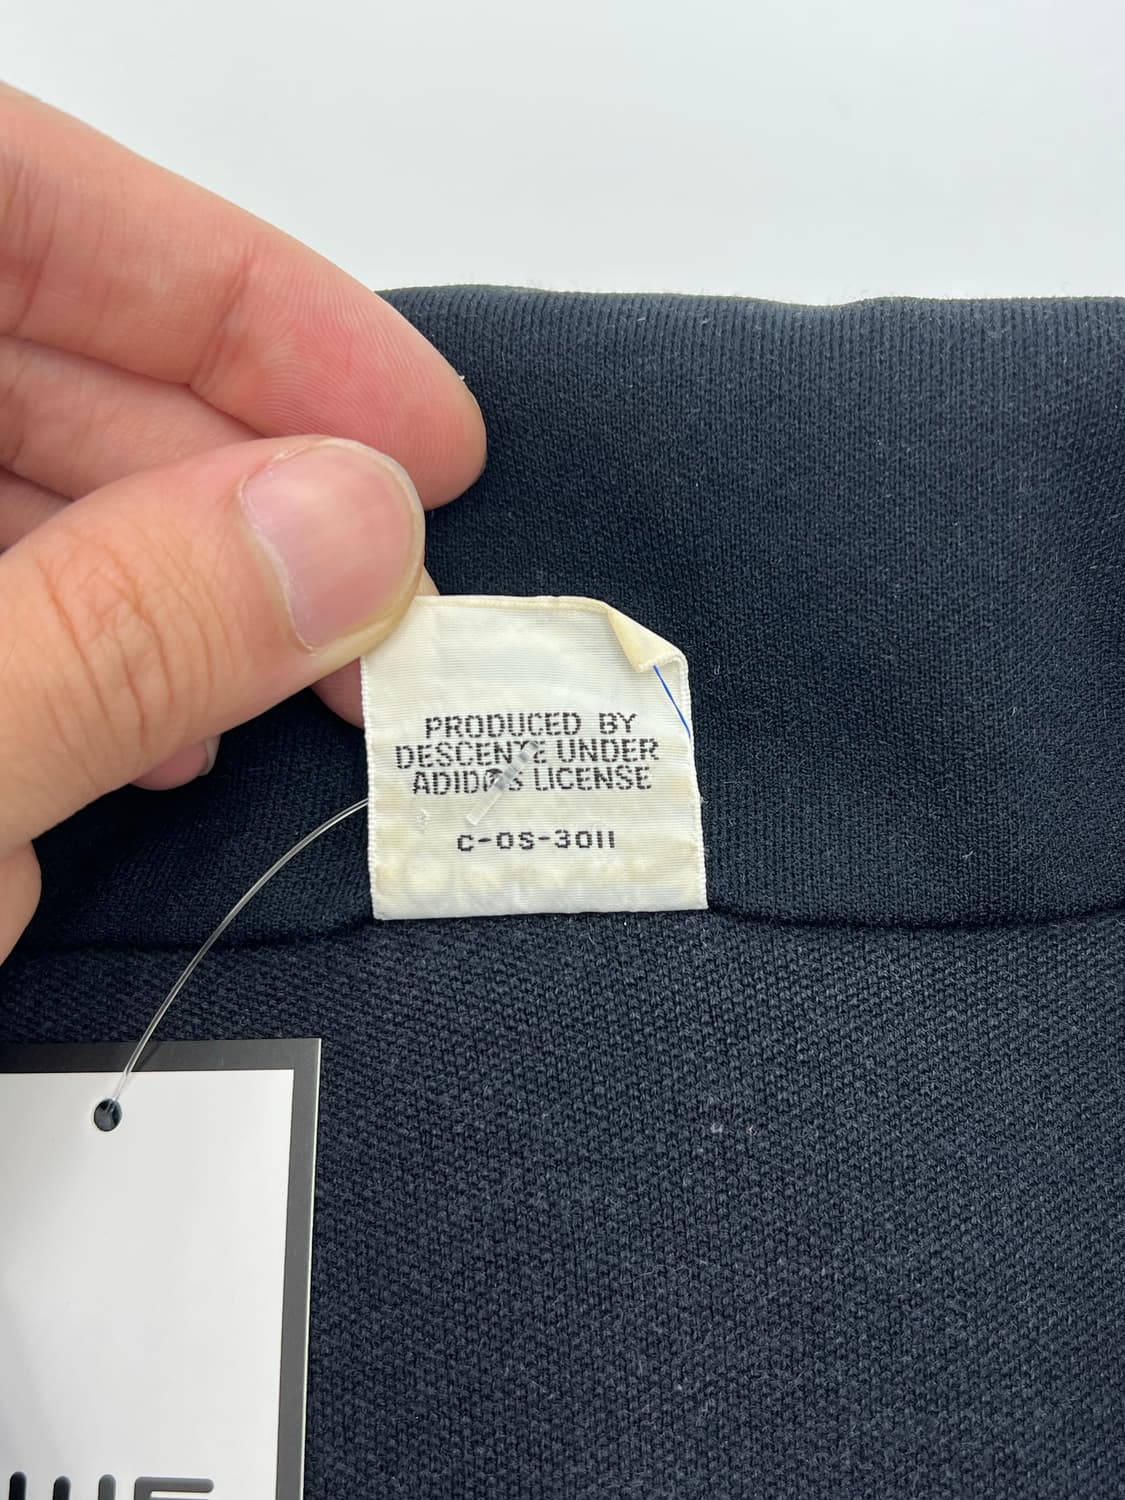 PRODUCED BY
DESCENTE UNDER
ADIDAS LICENSE
C-OS-3011